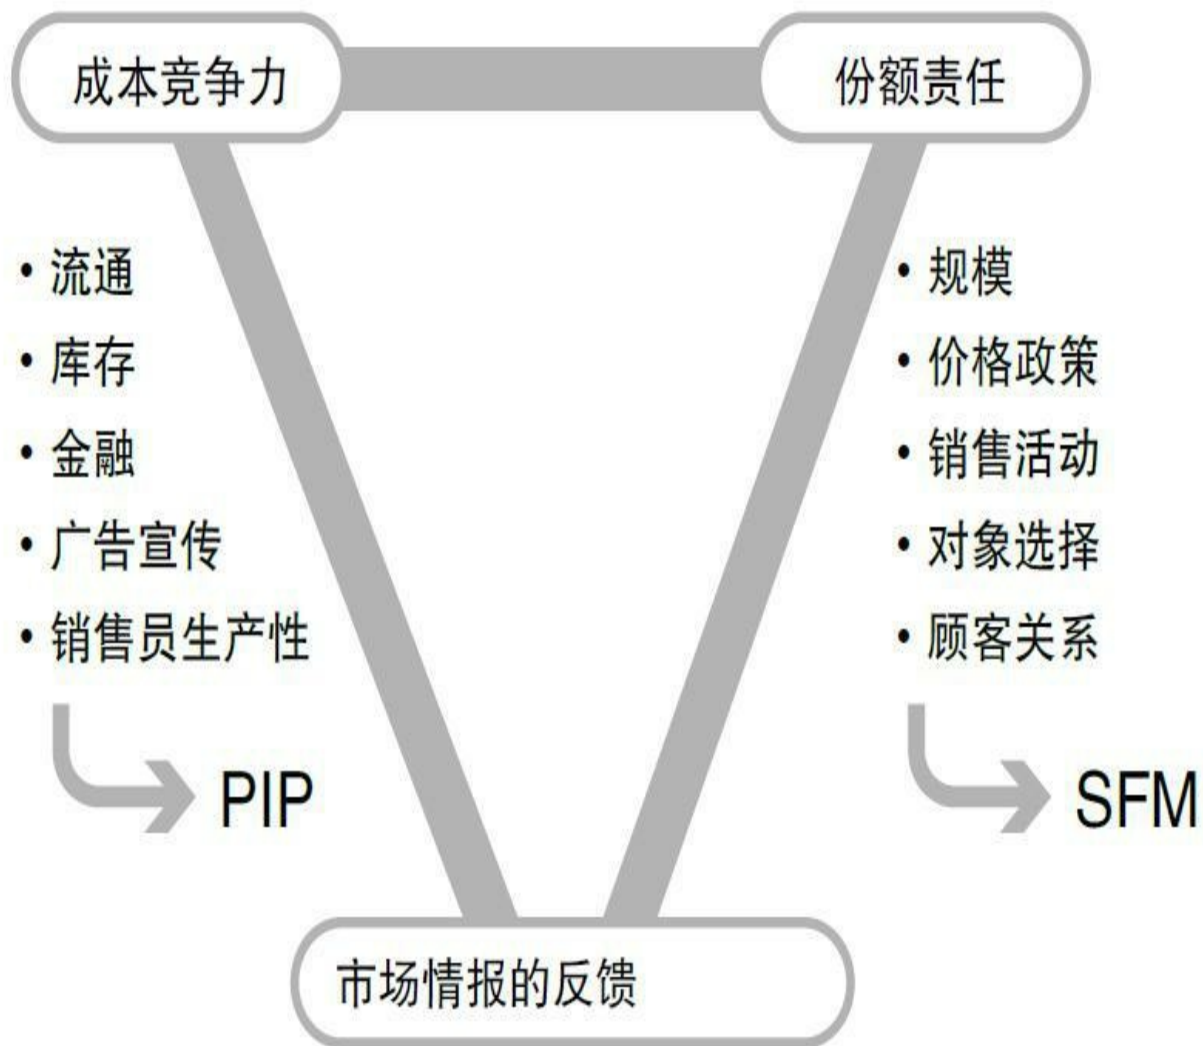 成本竞争力
份额责任
• 流通
• 库存
• 金融
• 广告宣传
• 销售员生产性
PIP
• 规模
• 价格政策
• 销售活动
• 对象选择
• 顾客关系
SFM
市场情报的反馈